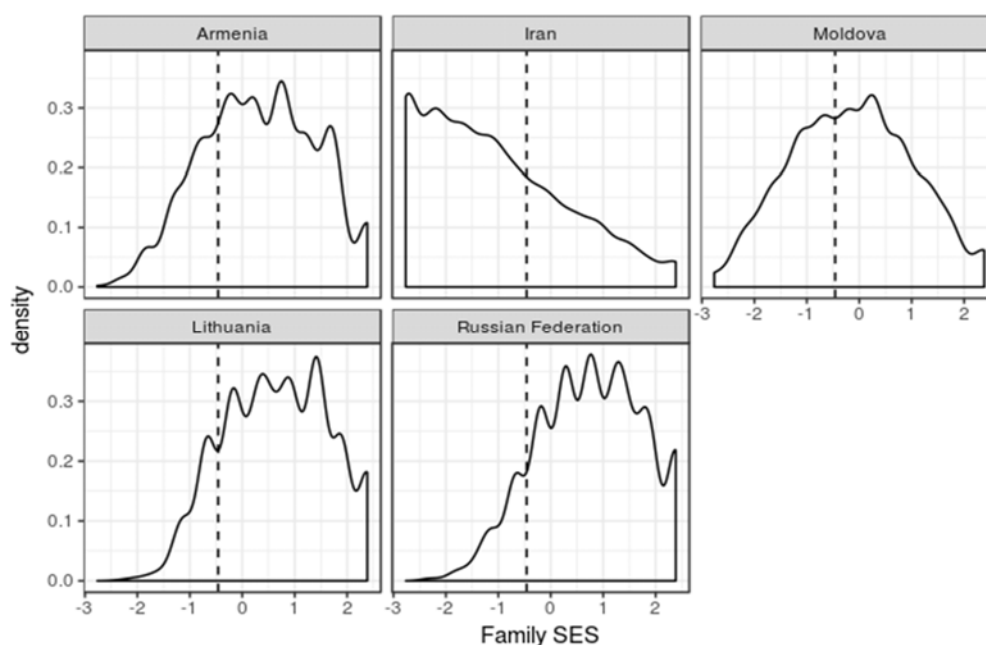 Armenia Iran Moldova
0.3
0.2
0.1
0.0
-3 -2 -1 0 1 2
density
Lithuania Russian Federation
0.3
0.2
0.1
0.0
-3 -2 -1 0 1 2 -3 -2 -1 0 1 2
Family SES